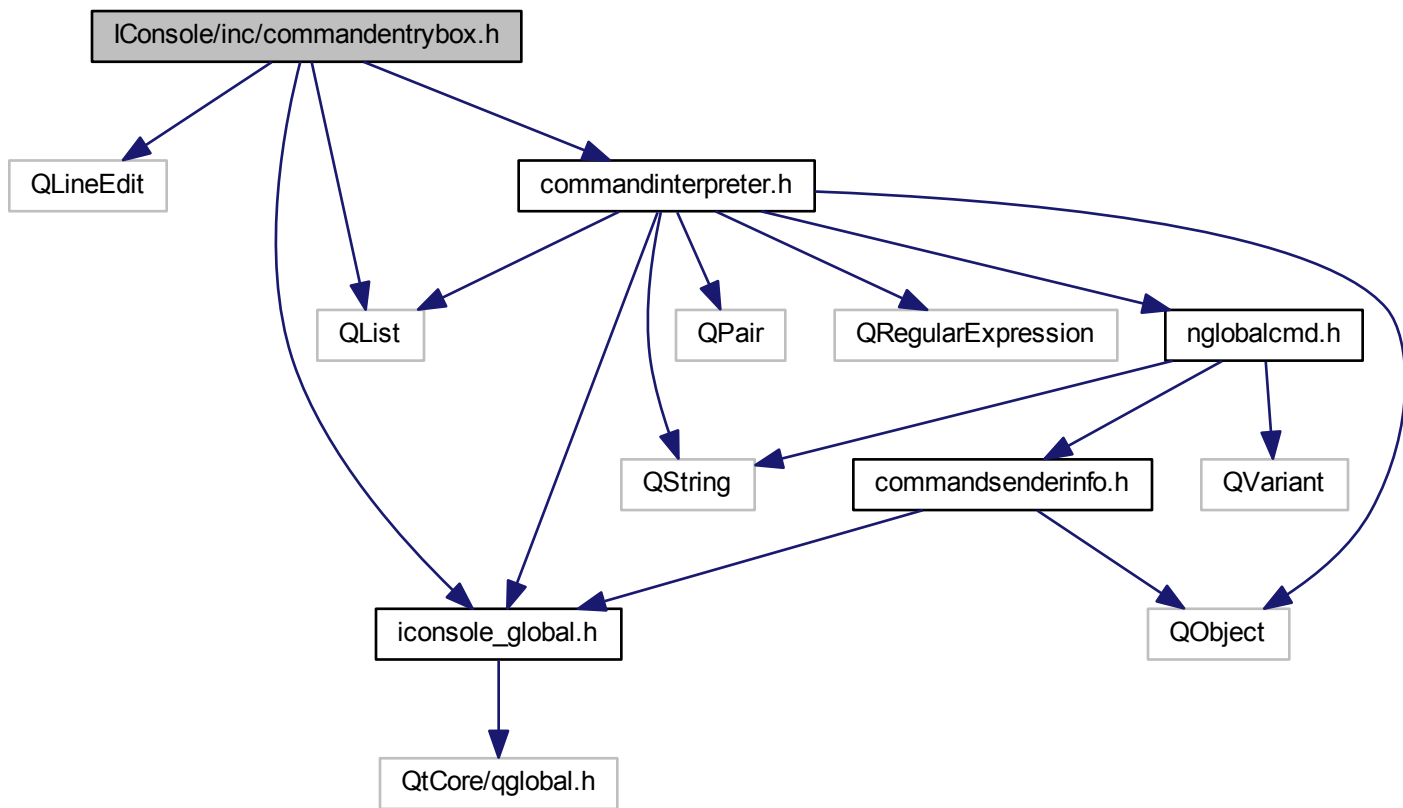 IConsole/inc/commandentrybox.h
QLineEdit
commandinterpreter.h
QList
QPair
QRegularExpression
nglobalcmd.h
QString
commandsenderinfo.h
QVariant
iconsole_global.h
QObject
QtCore/qglobal.h